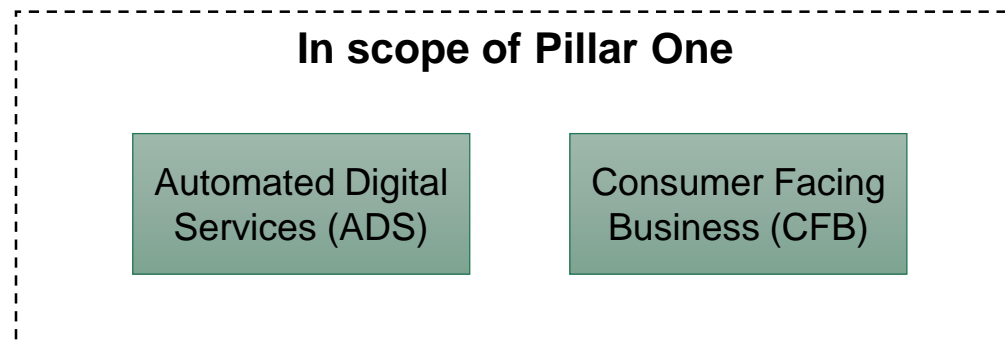 In scope of Pillar One
Automated Digital
Services (ADS)
Consumer Facing
Business (CFB)